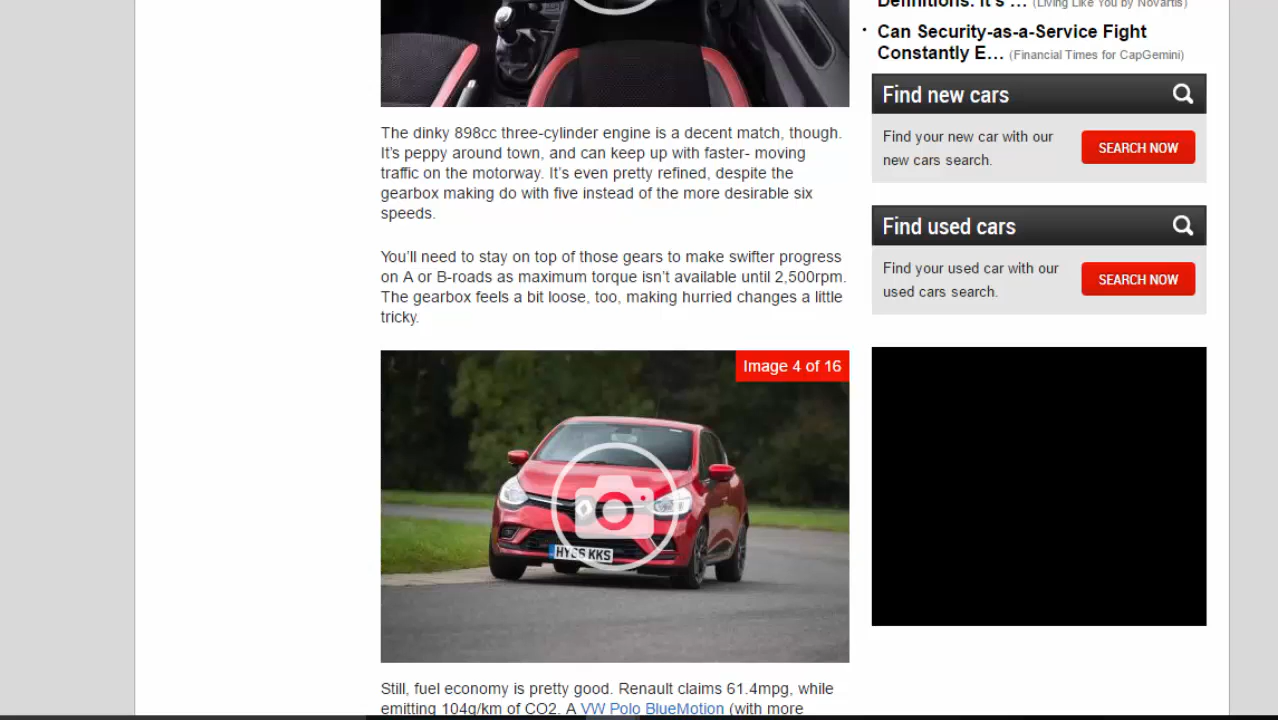 Definitions: It's … (Living Like You by Novartis)
Can Security-as-a-Service Fight
Constantly E… (Financial Times for CapGemini)
Find new cars
Find your new car with our
new cars search.
SEARCH NOW
Find used cars
Find your used car with our
used cars search.
SEARCH NOW
The dinky 898cc three-cylinder engine is a decent match, though.
It's peppy around town, and can keep up with faster- moving
traffic on the motorway. It's even pretty refined, despite the
gearbox making do with five instead of the more desirable six
speeds.
You'll need to stay on top of those gears to make swifter progress
on A or B-roads as maximum torque isn't available until 2,500rpm.
The gearbox feels a bit loose, too, making hurried changes a little
tricky.
Image 4 of 16
KKS
Still, fuel economy is pretty good. Renault claims 61.4mpg, while
emitting 104g/km of CO2. A VW Polo BlueMotion (with more